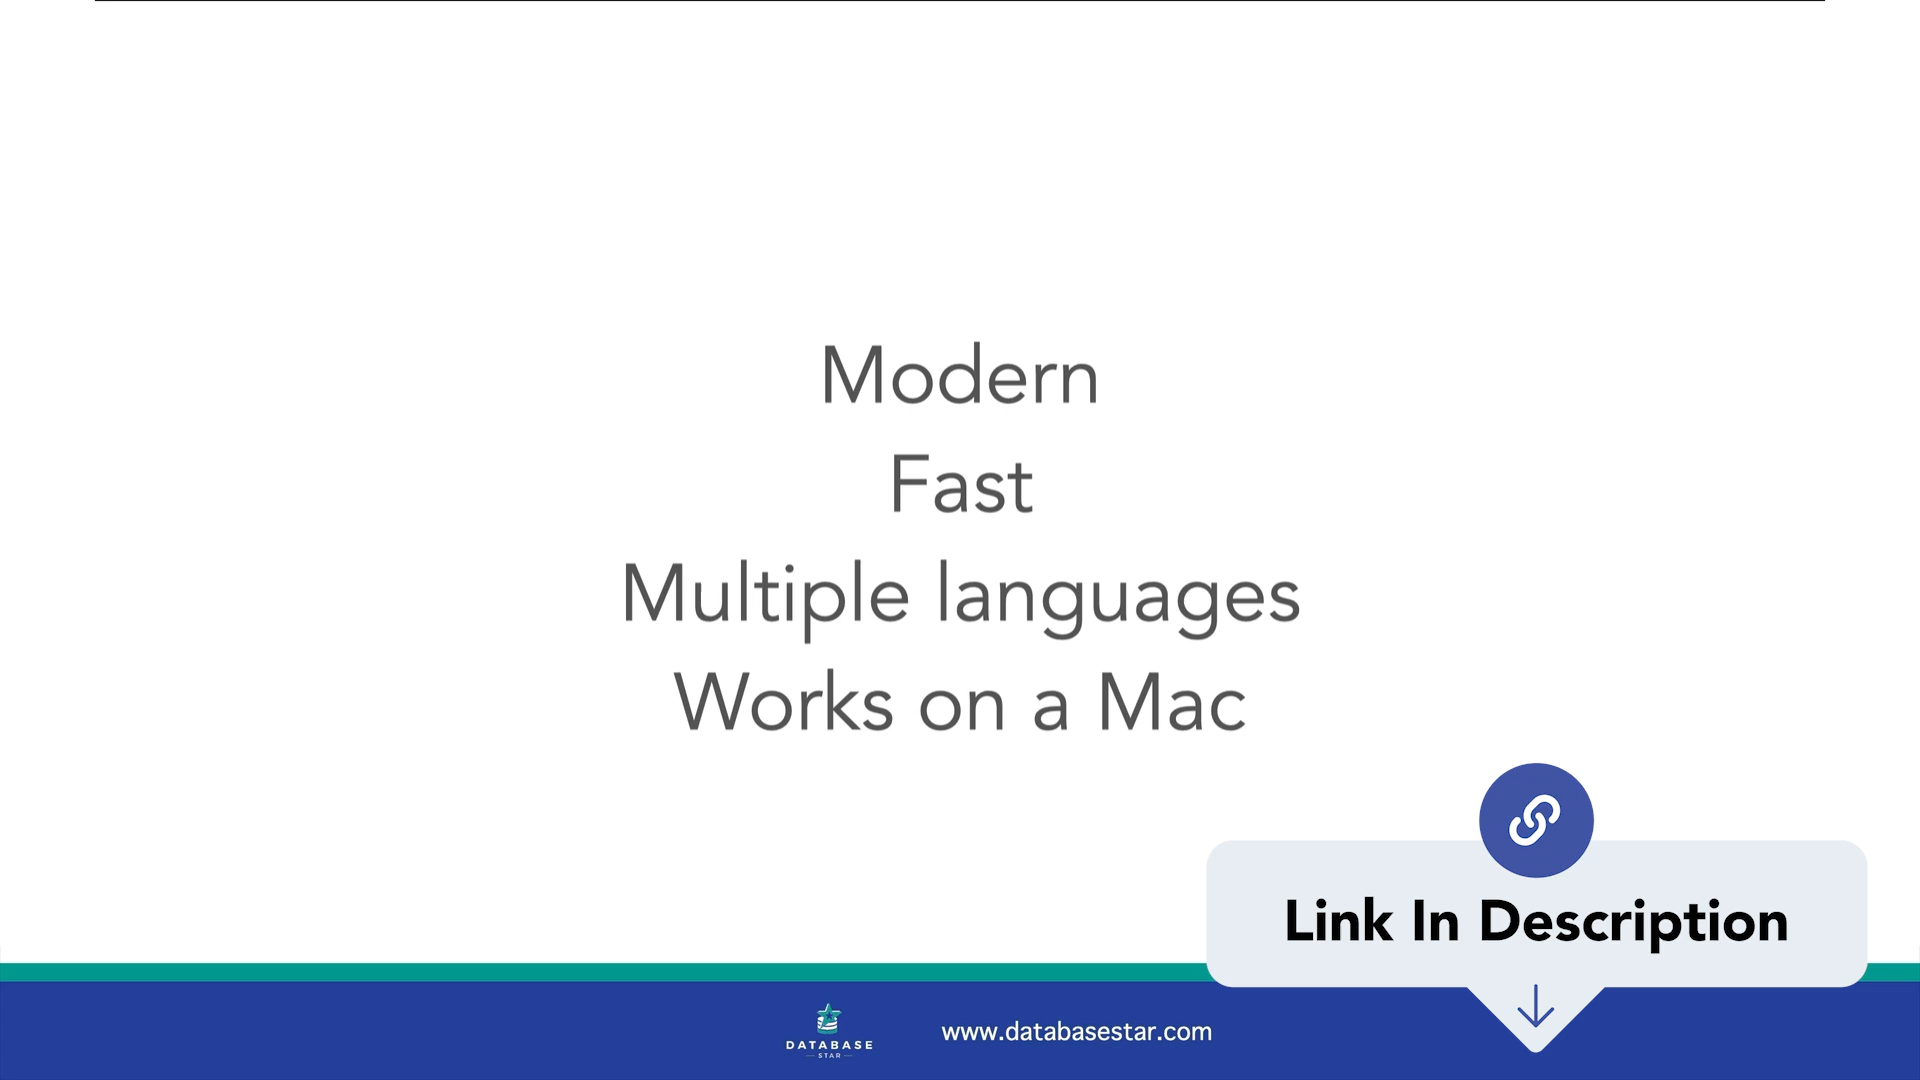 Modern
Fast
Multiple languages
Works on a Mac
Link In Description
DATABASE
STAR
www.databasestar.com